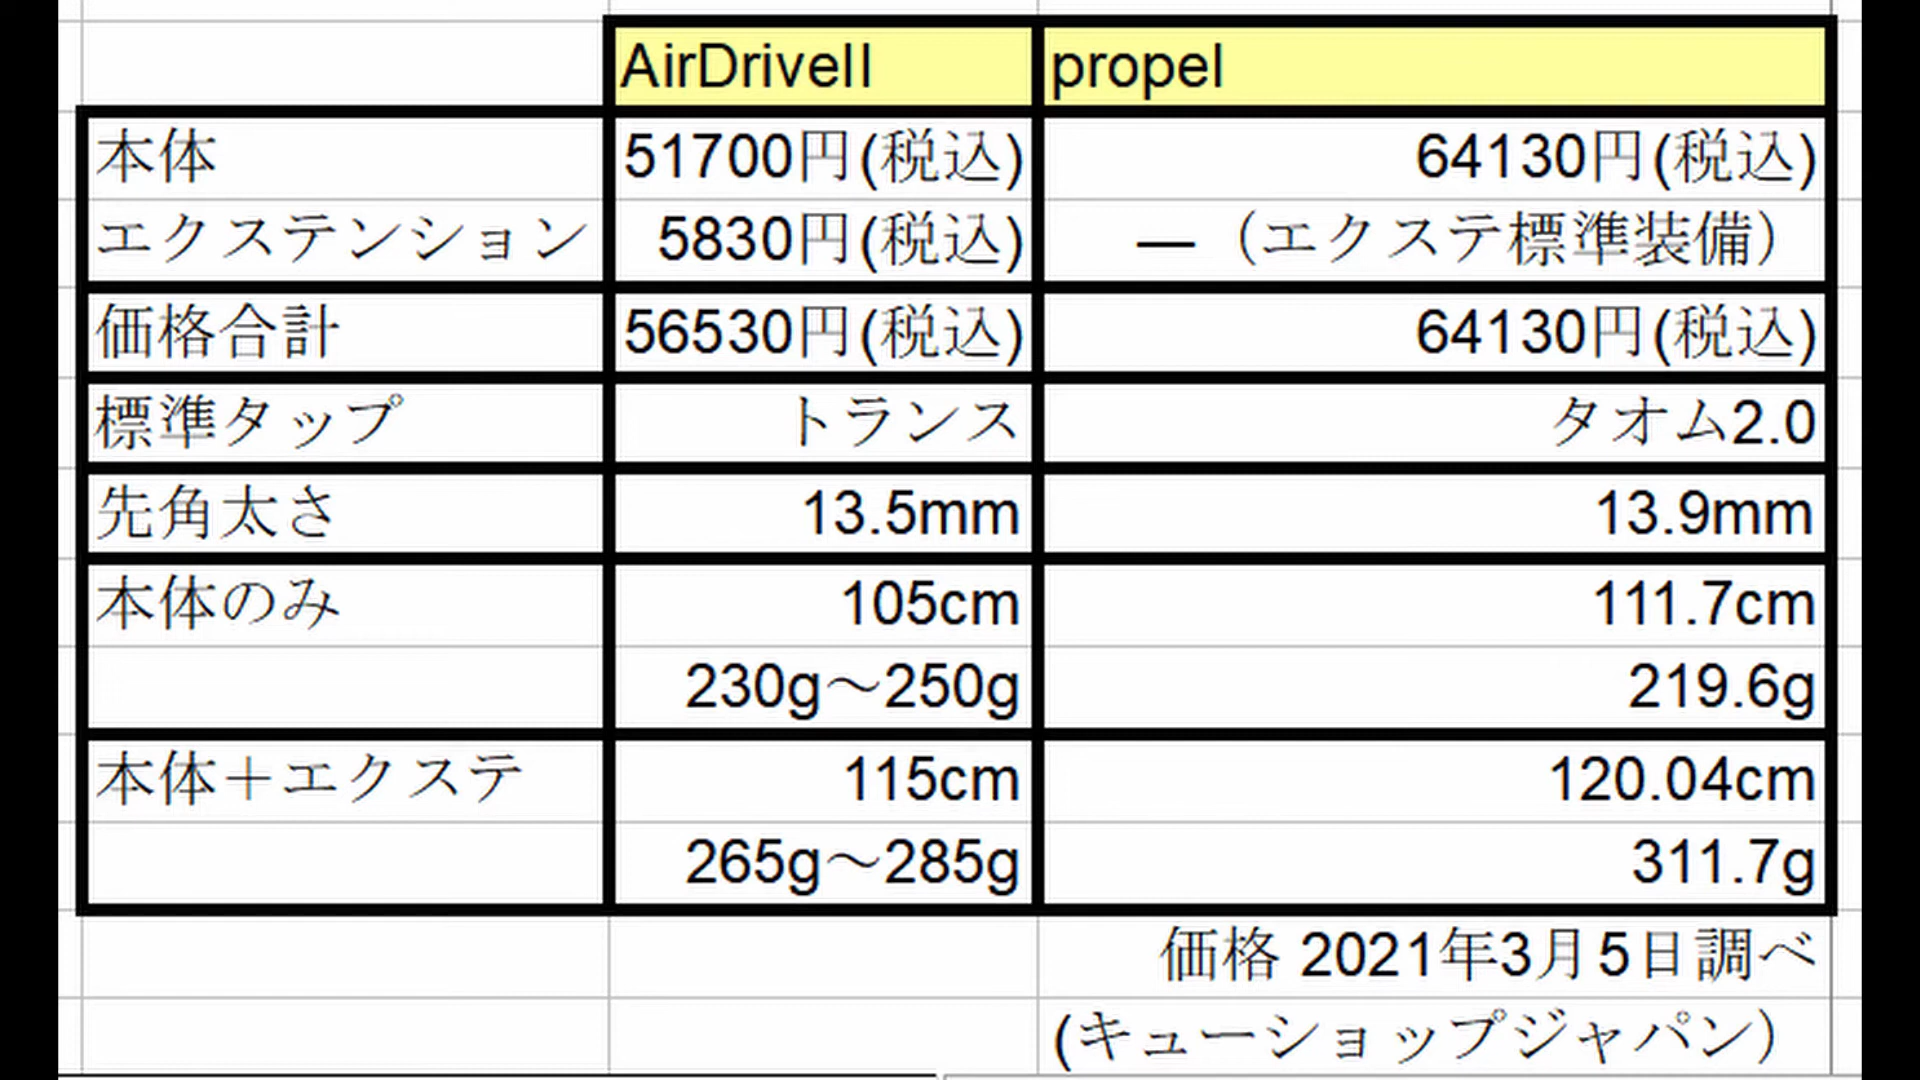 AirDriveII propel
本体 51700円(税込) 64130円(税込)
エクステンション 5830円(税込) ―（エクステ標準装備）
価格合計 56530円(税込) 64130円(税込)
標準タップ トランス タオム2.0
先角太さ 13.5mm 13.9mm
本体のみ 105cm 111.7cm
230g～250g 219.6g
本体＋エクステ 115cm 120.04cm
265g～285g 311.7g
価格 2021年3月5日調べ
(キューショップジャパン）